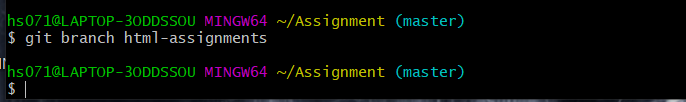 hs071@LAPTOP-3ODDSSOU MINGW64 ~/Assignment (master)
$ git branch html-assignments
hs071@LAPTOP-3ODDSSOU MINGW64 ~/Assignment (master)
$